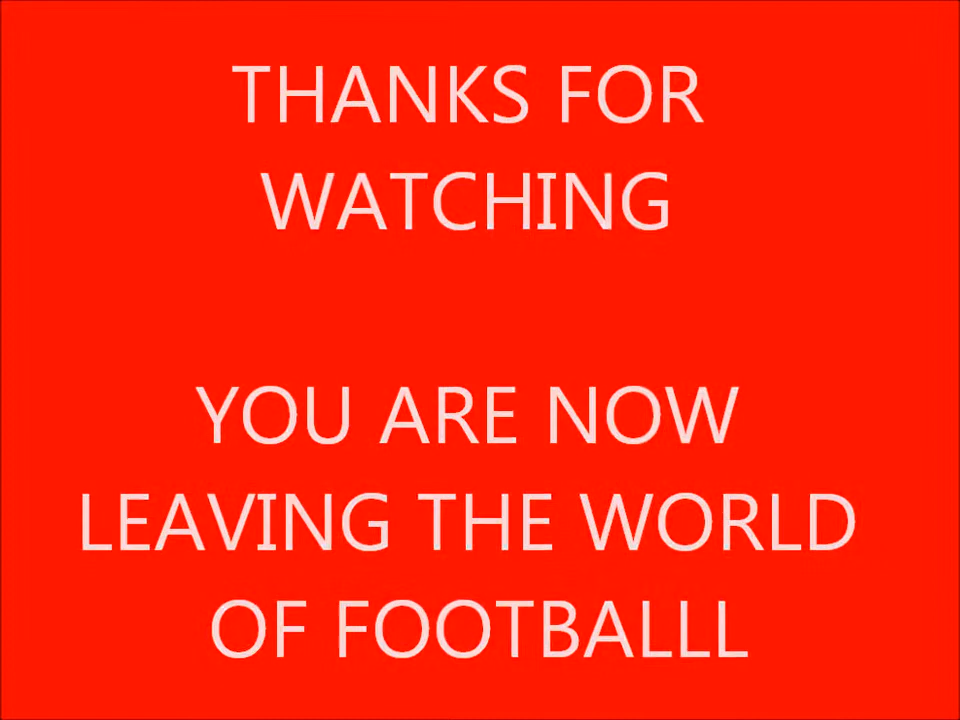 THANKS FOR
WATCHING
YOU ARE NOW
LEAVING THE WORLD
OF FOOTBALLL